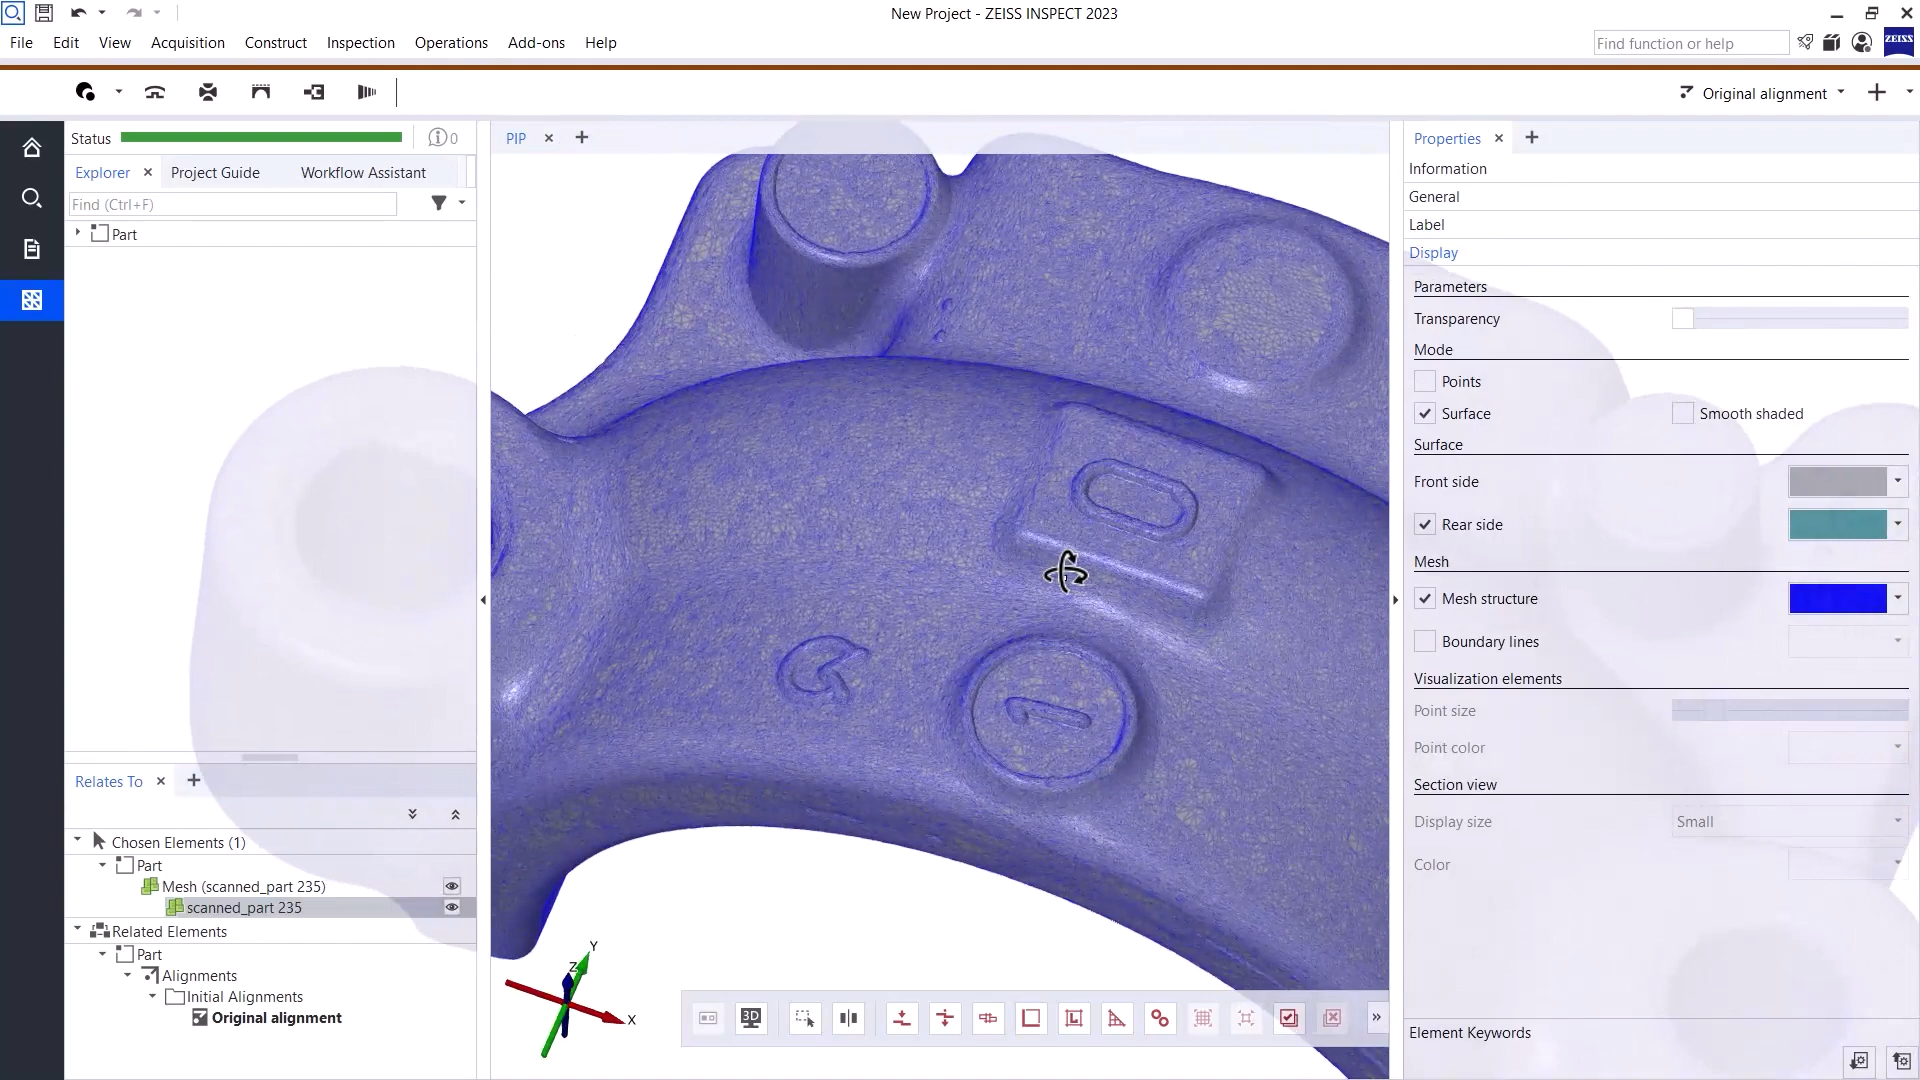 New Project - ZEISS INSPECT 2023
File Edit View Acquisition Construct Inspection Operations Add-ons Help
Find function or help
ZEISS
Original alignment
Status
0
Explorer
Project Guide
Workflow Assistant
Find (Ctrl+F)
Part
Relates To
Chosen Elements (1)
Part
Mesh (scanned_part 235)
scanned_part 235
Related Elements
Part
Alignments
Initial Alignments
Original alignment
PIP
Y
Z
X
3D
Properties
Information
General
Label
Display
Parameters
Transparency
Mode
Points
Surface
Smooth shaded
Surface
Front side
Rear side
Mesh
Mesh structure
Boundary lines
Visualization elements
Point size
Point color
Section view
Display size
Small
Color
Element Keywords